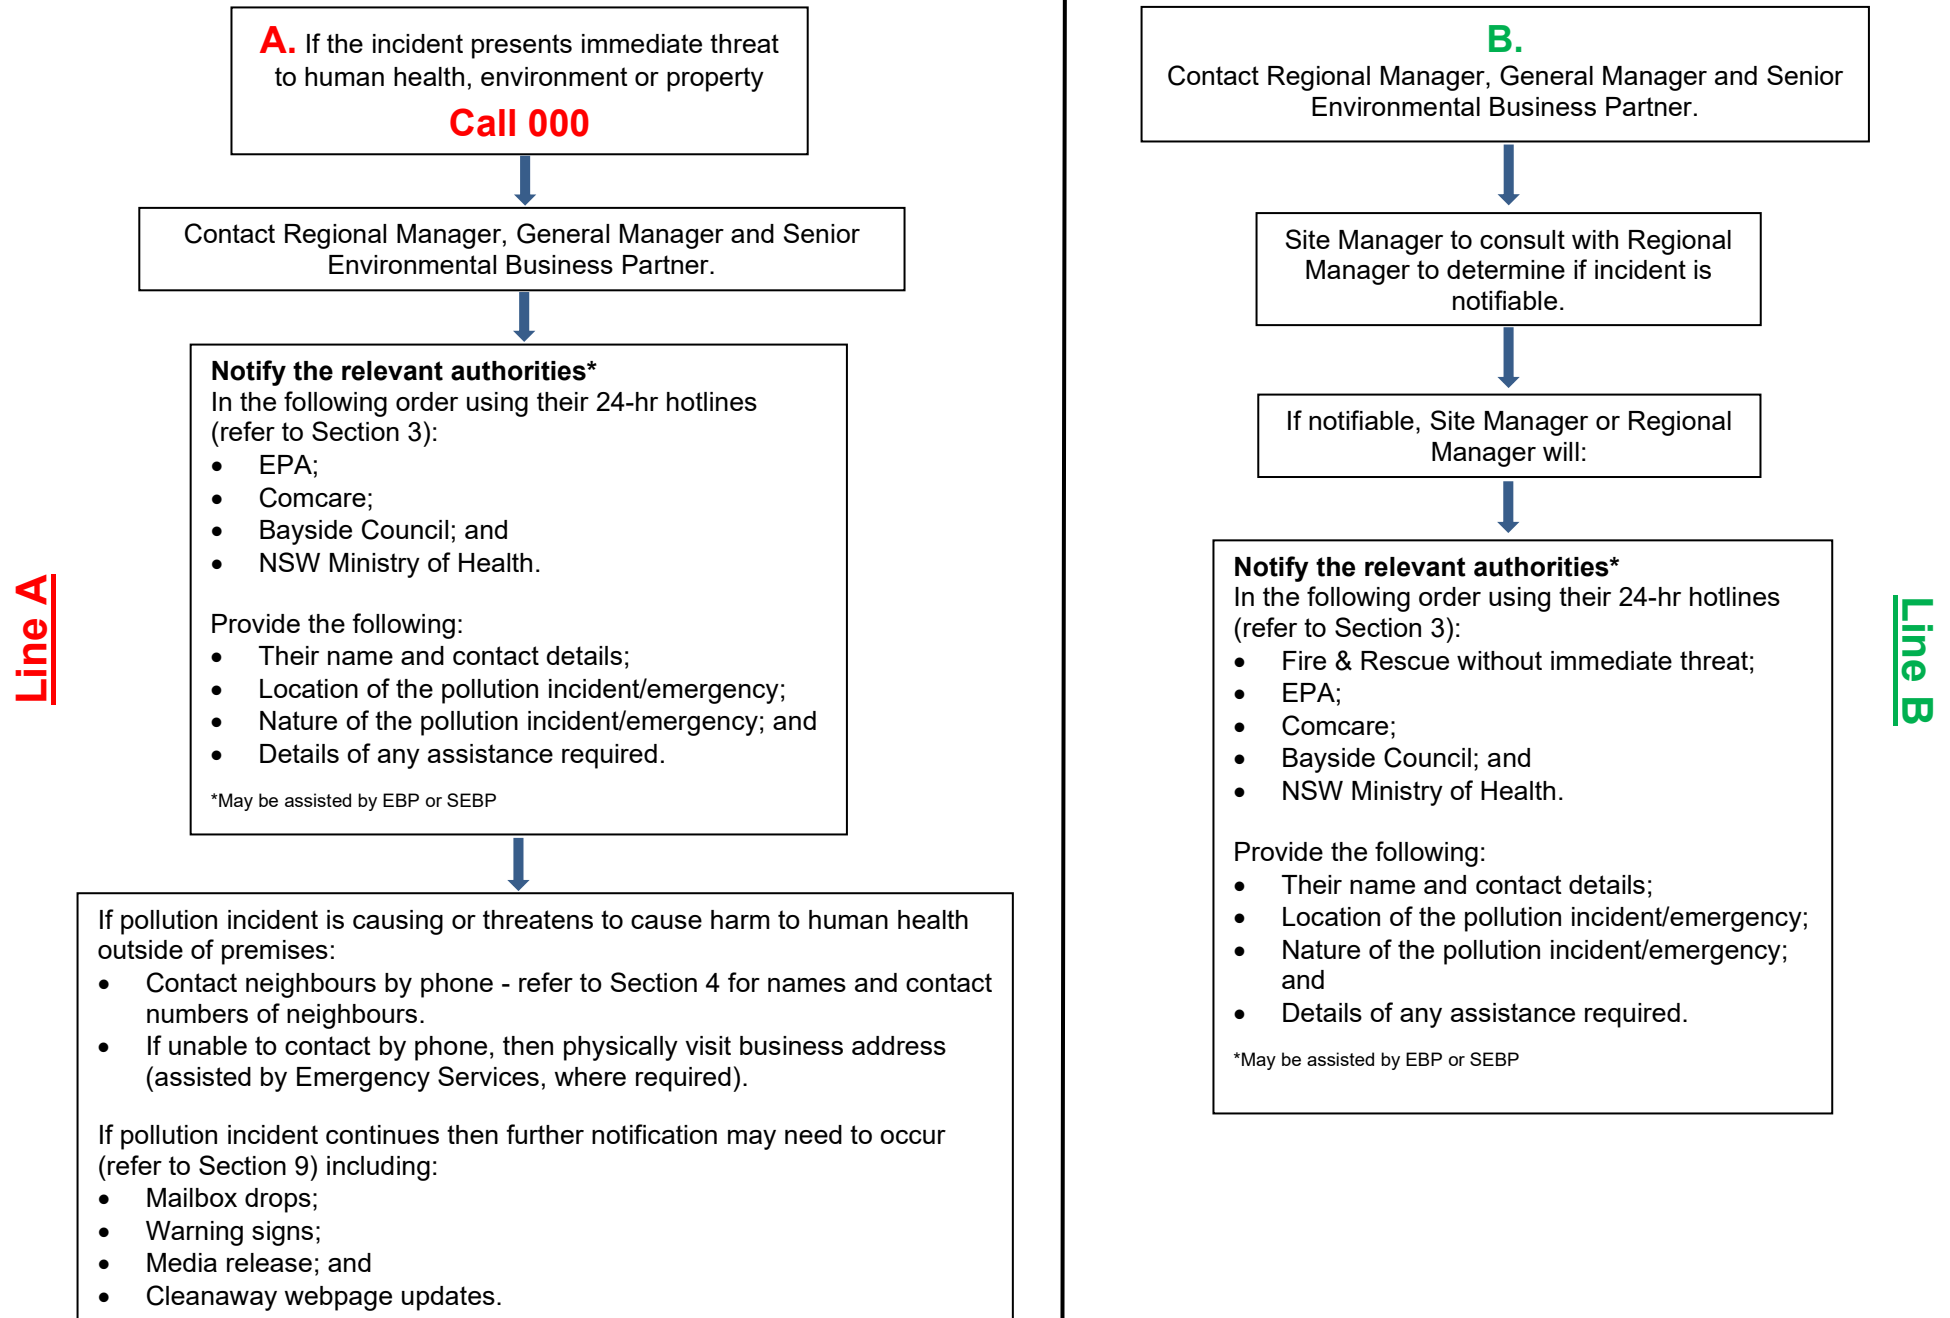 A. If the incident presents immediate threat
to human health, environment or property
Call 000
Contact Regional Manager, General Manager and Senior
Environmental Business Partner.
Notify the relevant authorities*
In the following order using their 24-hr hotlines
(refer to Section 3):
• EPA;
• Comcare;
• Bayside Council; and
• NSW Ministry of Health.
Provide the following:
• Their name and contact details;
• Location of the pollution incident/emergency;
• Nature of the pollution incident/emergency; and
• Details of any assistance required.
*May be assisted by EBP or SEBP
If pollution incident is causing or threatens to cause harm to human health
outside of premises:
• Contact neighbours by phone - refer to Section 4 for names and contact
numbers of neighbours.
• If unable to contact by phone, then physically visit business address
(assisted by Emergency Services, where required).
If pollution incident continues then further notification may need to occur
(refer to Section 9) including:
• Mailbox drops;
• Warning signs;
• Media release; and
• Cleanaway webpage updates.
Line A
B.
Contact Regional Manager, General Manager and Senior
Environmental Business Partner.
Site Manager to consult with Regional
Manager to determine if incident is
notifiable.
If notifiable, Site Manager or Regional
Manager will:
Notify the relevant authorities*
In the following order using their 24-hr hotlines
(refer to Section 3):
• Fire & Rescue without immediate threat;
• EPA;
• Comcare;
• Bayside Council; and
• NSW Ministry of Health.
Provide the following:
• Their name and contact details;
• Location of the pollution incident/emergency;
• Nature of the pollution incident/emergency;
and
• Details of any assistance required.
*May be assisted by EBP or SEBP
Line B